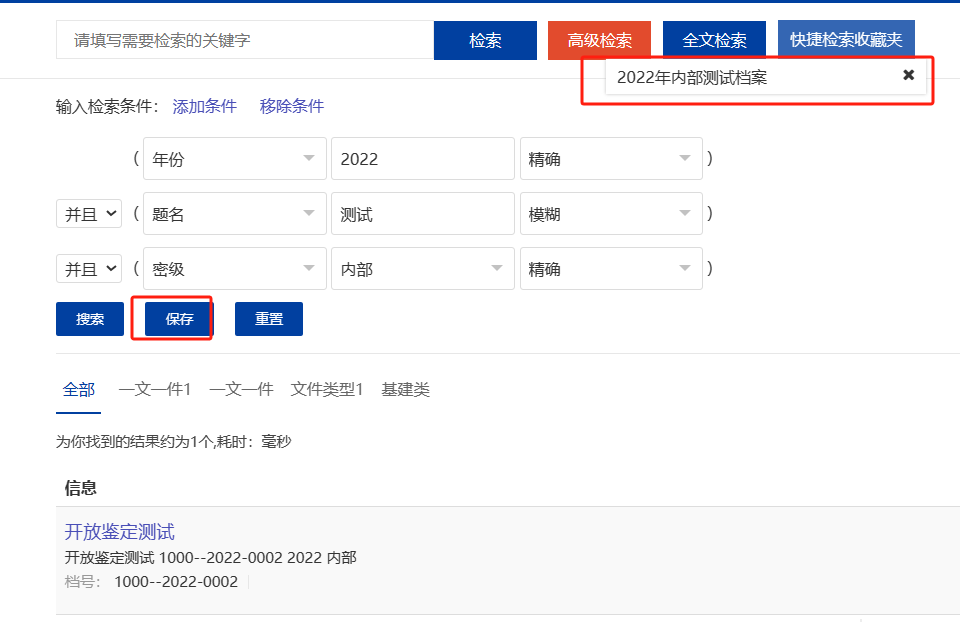 请填写需要检索的关键字 检索 高级检索 全文检索 快捷检索收藏夹
2022年内部测试档案 ✖
输入检索条件： 添加条件 移除条件
( 年份 2022 精确 )
并且 ( 题名 测试 模糊 )
并且 ( 密级 内部 精确 )
搜索 保存 重置
全部 一文一件1 一文一件 文件类型1 基建类
为你找到的结果约为1个,耗时：毫秒
信息
开放鉴定测试
开放鉴定测试 1000--2022-0002 2022 内部
档号： 1000--2022-0002